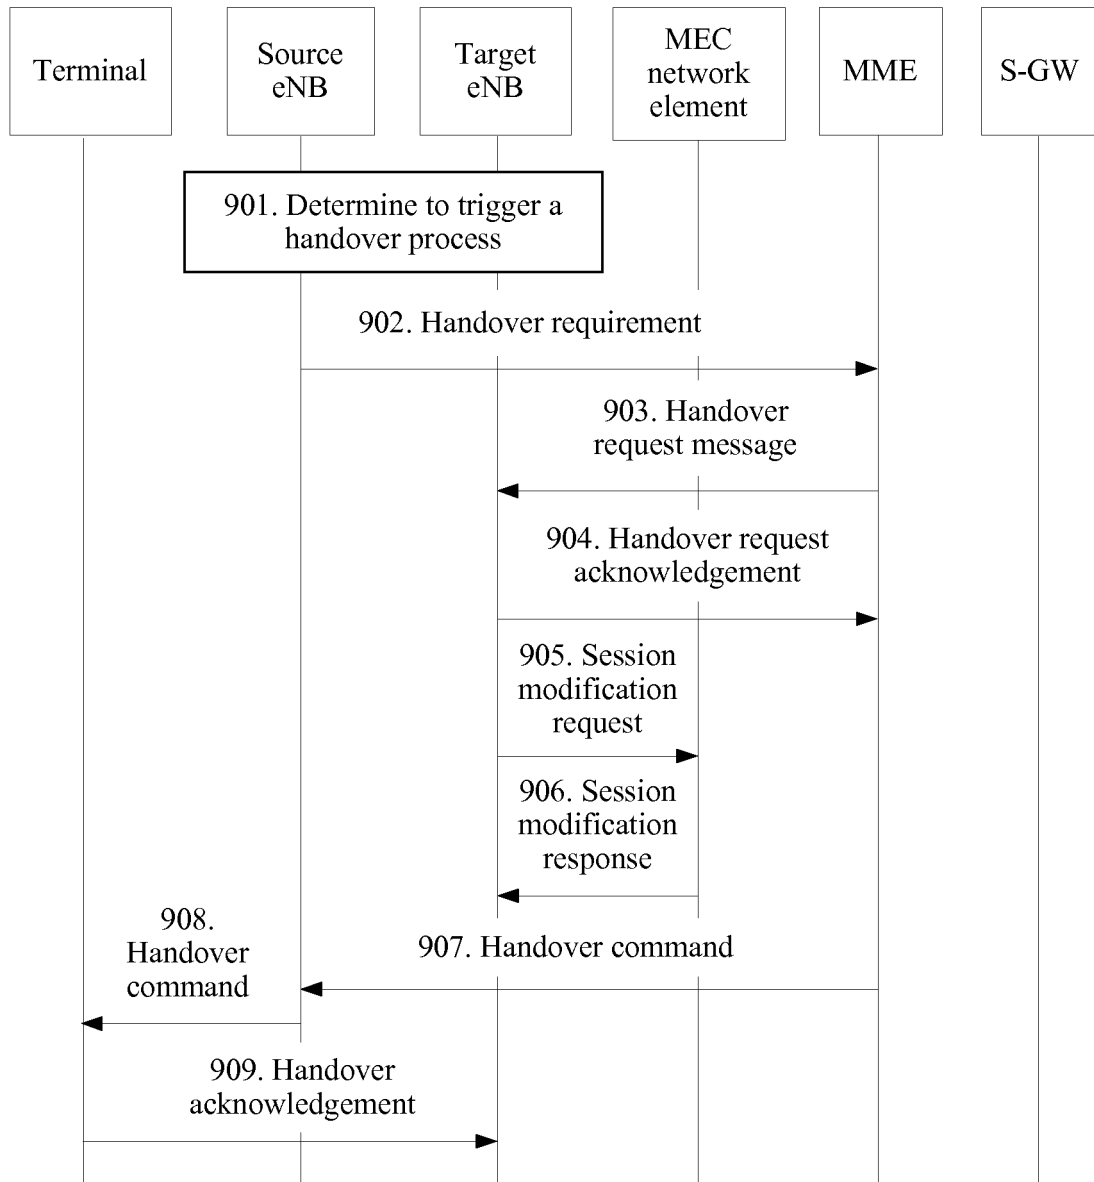 Terminal
Source
eNB
Target
eNB
MEC
network
element
MME
S-GW
901. Determine to trigger a
handover process
902. Handover requirement
903. Handover
request message
904. Handover request
acknowledgement
905. Session
modification
request
906. Session
modification
response
907. Handover command
908.
Handover
command
909. Handover
acknowledgement